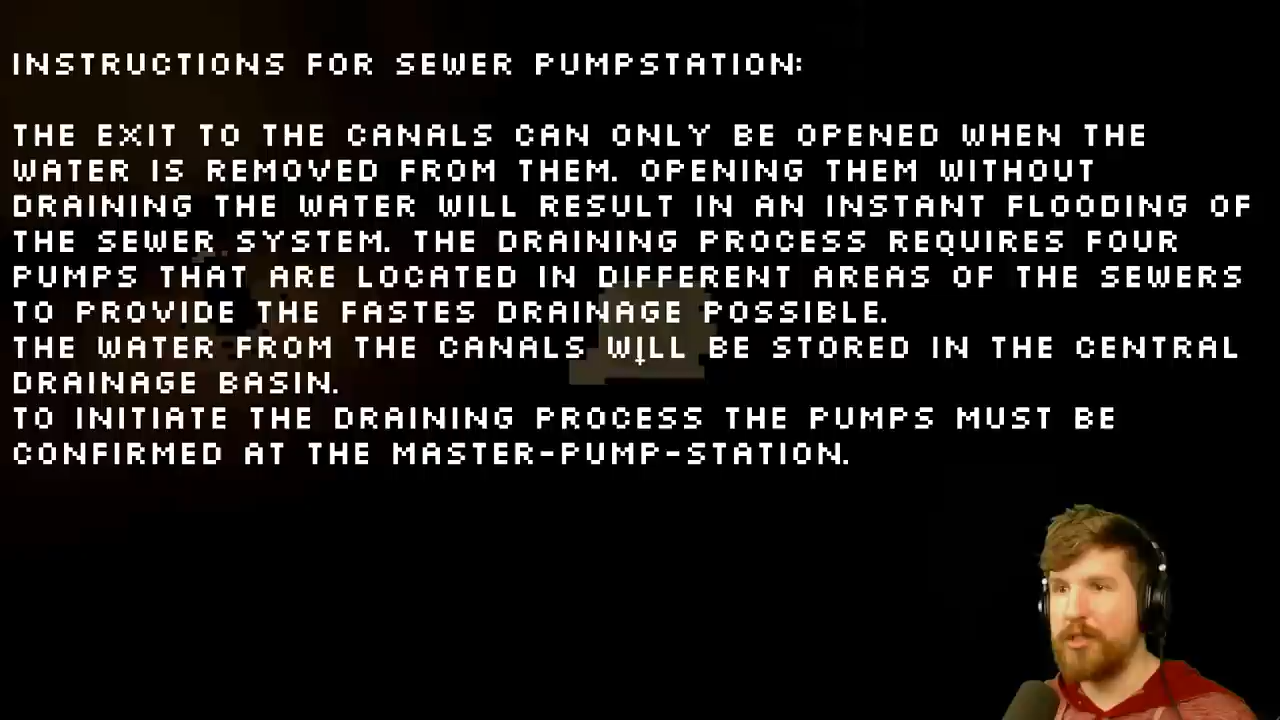 INSTRUCTIONS FOR SEWER PUMPSTATION:
THE EXIT TO THE CANALS CAN ONLY BE OPENED WHEN THE
WATER IS REMOVED FROM THEM. OPENING THEM WITHOUT
DRAINING THE WATER WILL RESULT IN AN INSTANT FLOODING OF
THE SEWER SYSTEM. THE DRAINING PROCESS REQUIRES FOUR
PUMPS THAT ARE LOCATED IN DIFFERENT AREAS OF THE SEWERS
TO PROVIDE THE FASTES DRAINAGE POSSIBLE.
THE WATER FROM THE CANALS WILL BE STORED IN THE CENTRAL
DRAINAGE BASIN.
TO INITIATE THE DRAINING PROCESS THE PUMPS MUST BE
CONFIRMED AT THE MASTER-PUMP-STATION.